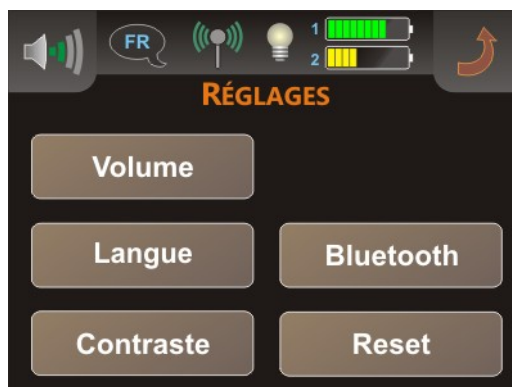 FR
1
2
RÉGLAGES
Volume
Langue
Bluetooth
Contraste
Reset